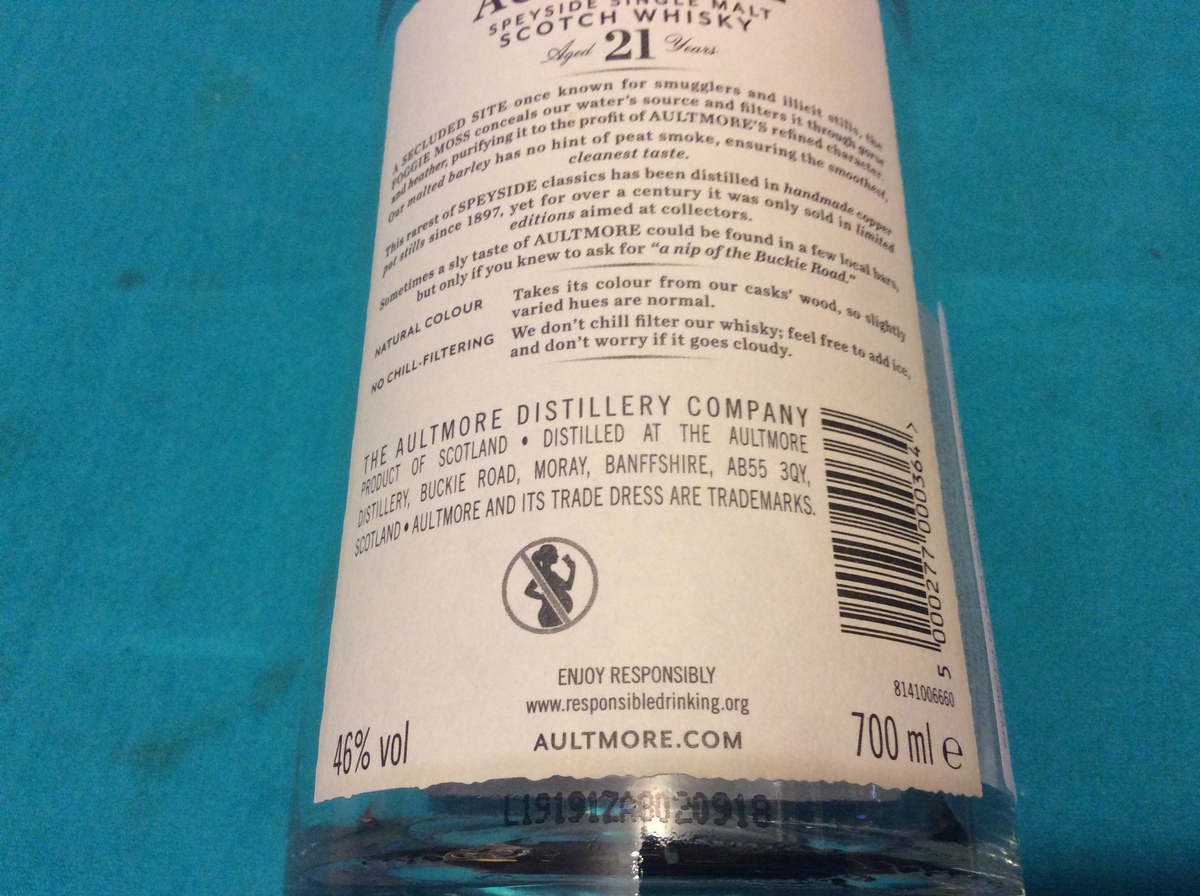 SPEYSIDE SINGLE MALT
SCOTCH WHISKY
Aged 21 Years
A SECLUDED SITE once known for smugglers and illicit stills, the
FOGGIE MOSS conceals our water's source and filters it through gorse
and heather, purifying it to the profit of AULTMORE'S refined character.
Our malted barley has no hint of peat smoke, ensuring the smoothest,
cleanest taste.
This rarest of SPEYSIDE classics has been distilled in handmade copper
pot stills since 1897, yet for over a century it was only sold in limited
editions aimed at collectors.
Sometimes a sly taste of AULTMORE could be found in a few local bars,
but only if you knew to ask for "a nip of the Buckie Road."
NATURAL COLOUR
Takes its colour from our casks' wood, so slightly
varied hues are normal.
NO CHILL-FILTERING
We don't chill filter our whisky; feel free to add ice,
and don't worry if it goes cloudy.
THE AULTMORE DISTILLERY COMPANY
PRODUCT OF SCOTLAND • DISTILLED AT THE AULTMORE
DISTILLERY, BUCKIE ROAD, MORAY, BANFFSHIRE, AB55 3QY,
SCOTLAND • AULTMORE AND ITS TRADE DRESS ARE TRADEMARKS.
5 000277 000364 >
8141006660
ENJOY RESPONSIBLY
www.responsibledrinking.org
46% vol
AULTMORE.COM
700 ml e
L19191ZA8020918